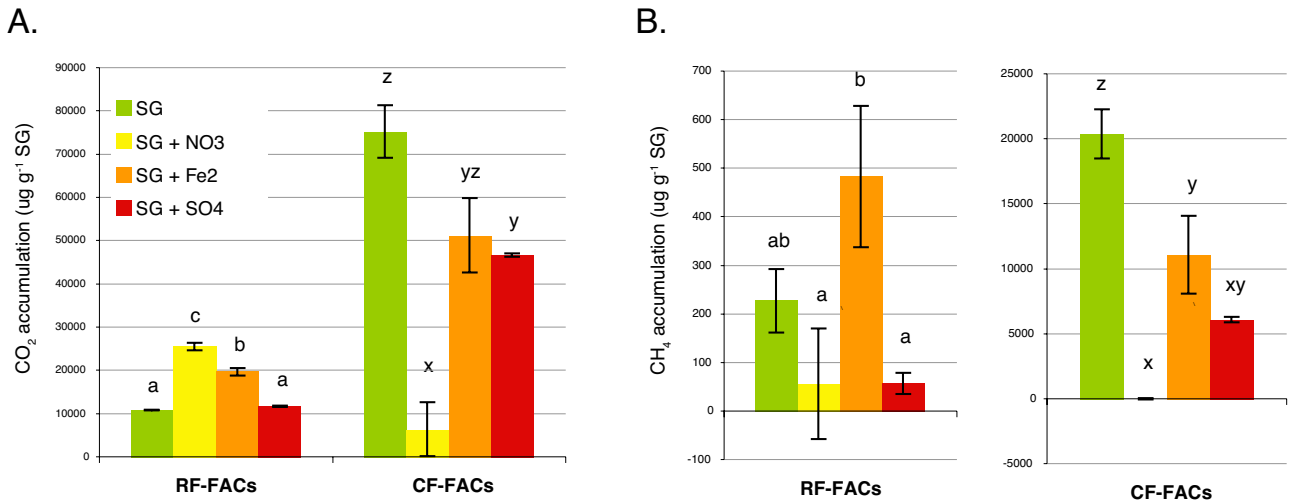 A.
CO2 accumulation (ug g-1 SG)
90000
80000
70000
60000
50000
40000
30000
20000
10000
0
SG
SG + NO3
SG + Fe2
SG + SO4
a
c
b
a
z
x
yz
y
RF-FACs
CF-FACs
B.
CH4 accumulation (ug g-1 SG)
700
600
500
400
300
200
100
0
-100
ab
a
b
a
RF-FACs
25000
20000
15000
10000
5000
0
-5000
z
x
y
xy
CF-FACs